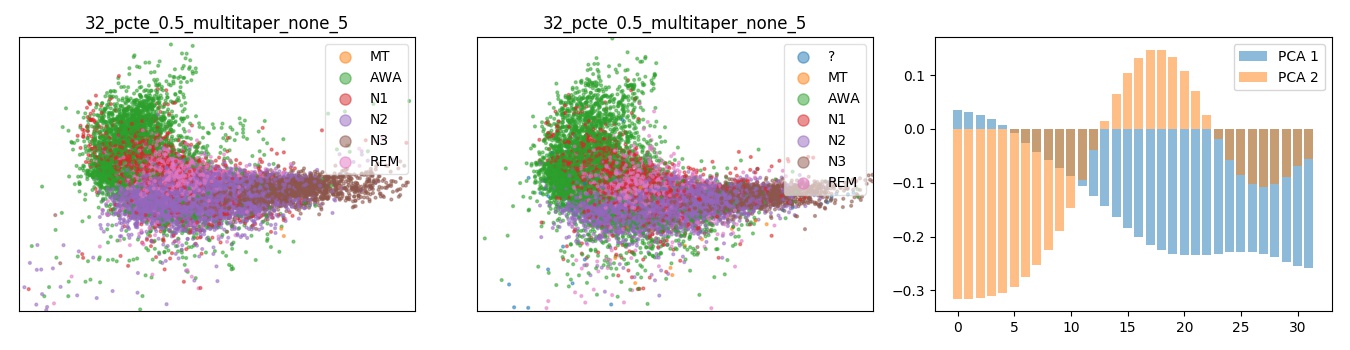 32_pcte_0.5_multitaper_none_5
MT
AWA
N1
N2
N3
REM
32_pcte_0.5_multitaper_none_5
?
MT
AWA
N1
N2
N3
REM
PCA 1
PCA 2
0.1
0.0
−0.1
−0.2
−0.3
0 5 10 15 20 25 30